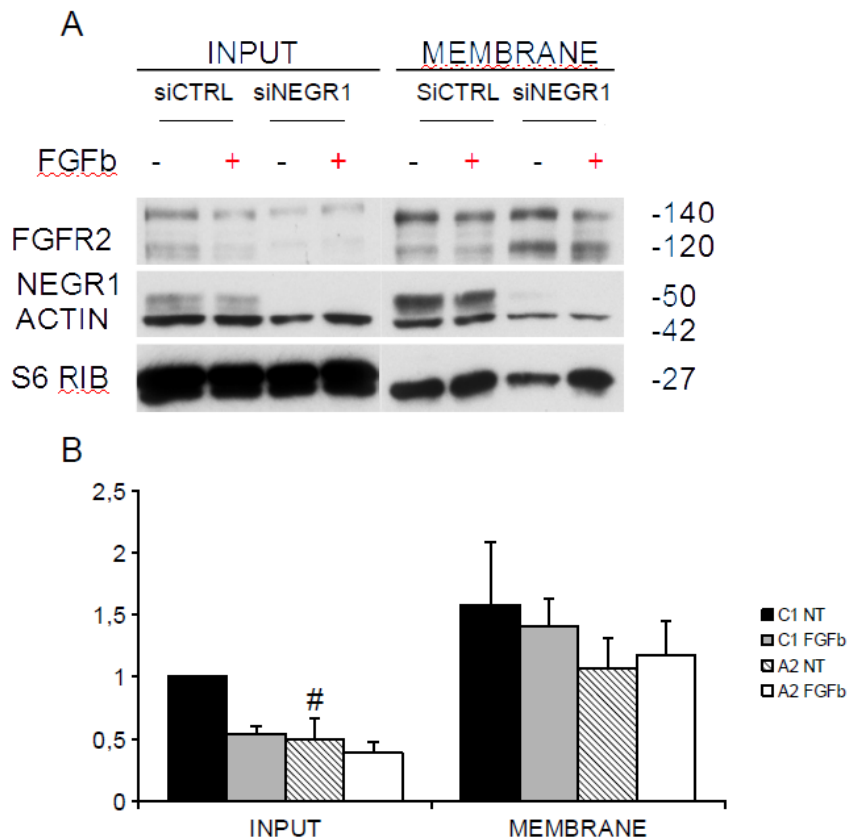 A
INPUT MEMBRANE
siCTRL siNEGR1 SiCTRL siNEGR1
FGFb - + - + - + - +
FGFR2 -140
-120
NEGR1 -50
ACTIN -42
S6 RIB -27
B
2,5
2
1,5
1
0,5
0
#
INPUT MEMBRANE
C1 NT
C1 FGFb
A2 NT
A2 FGFb